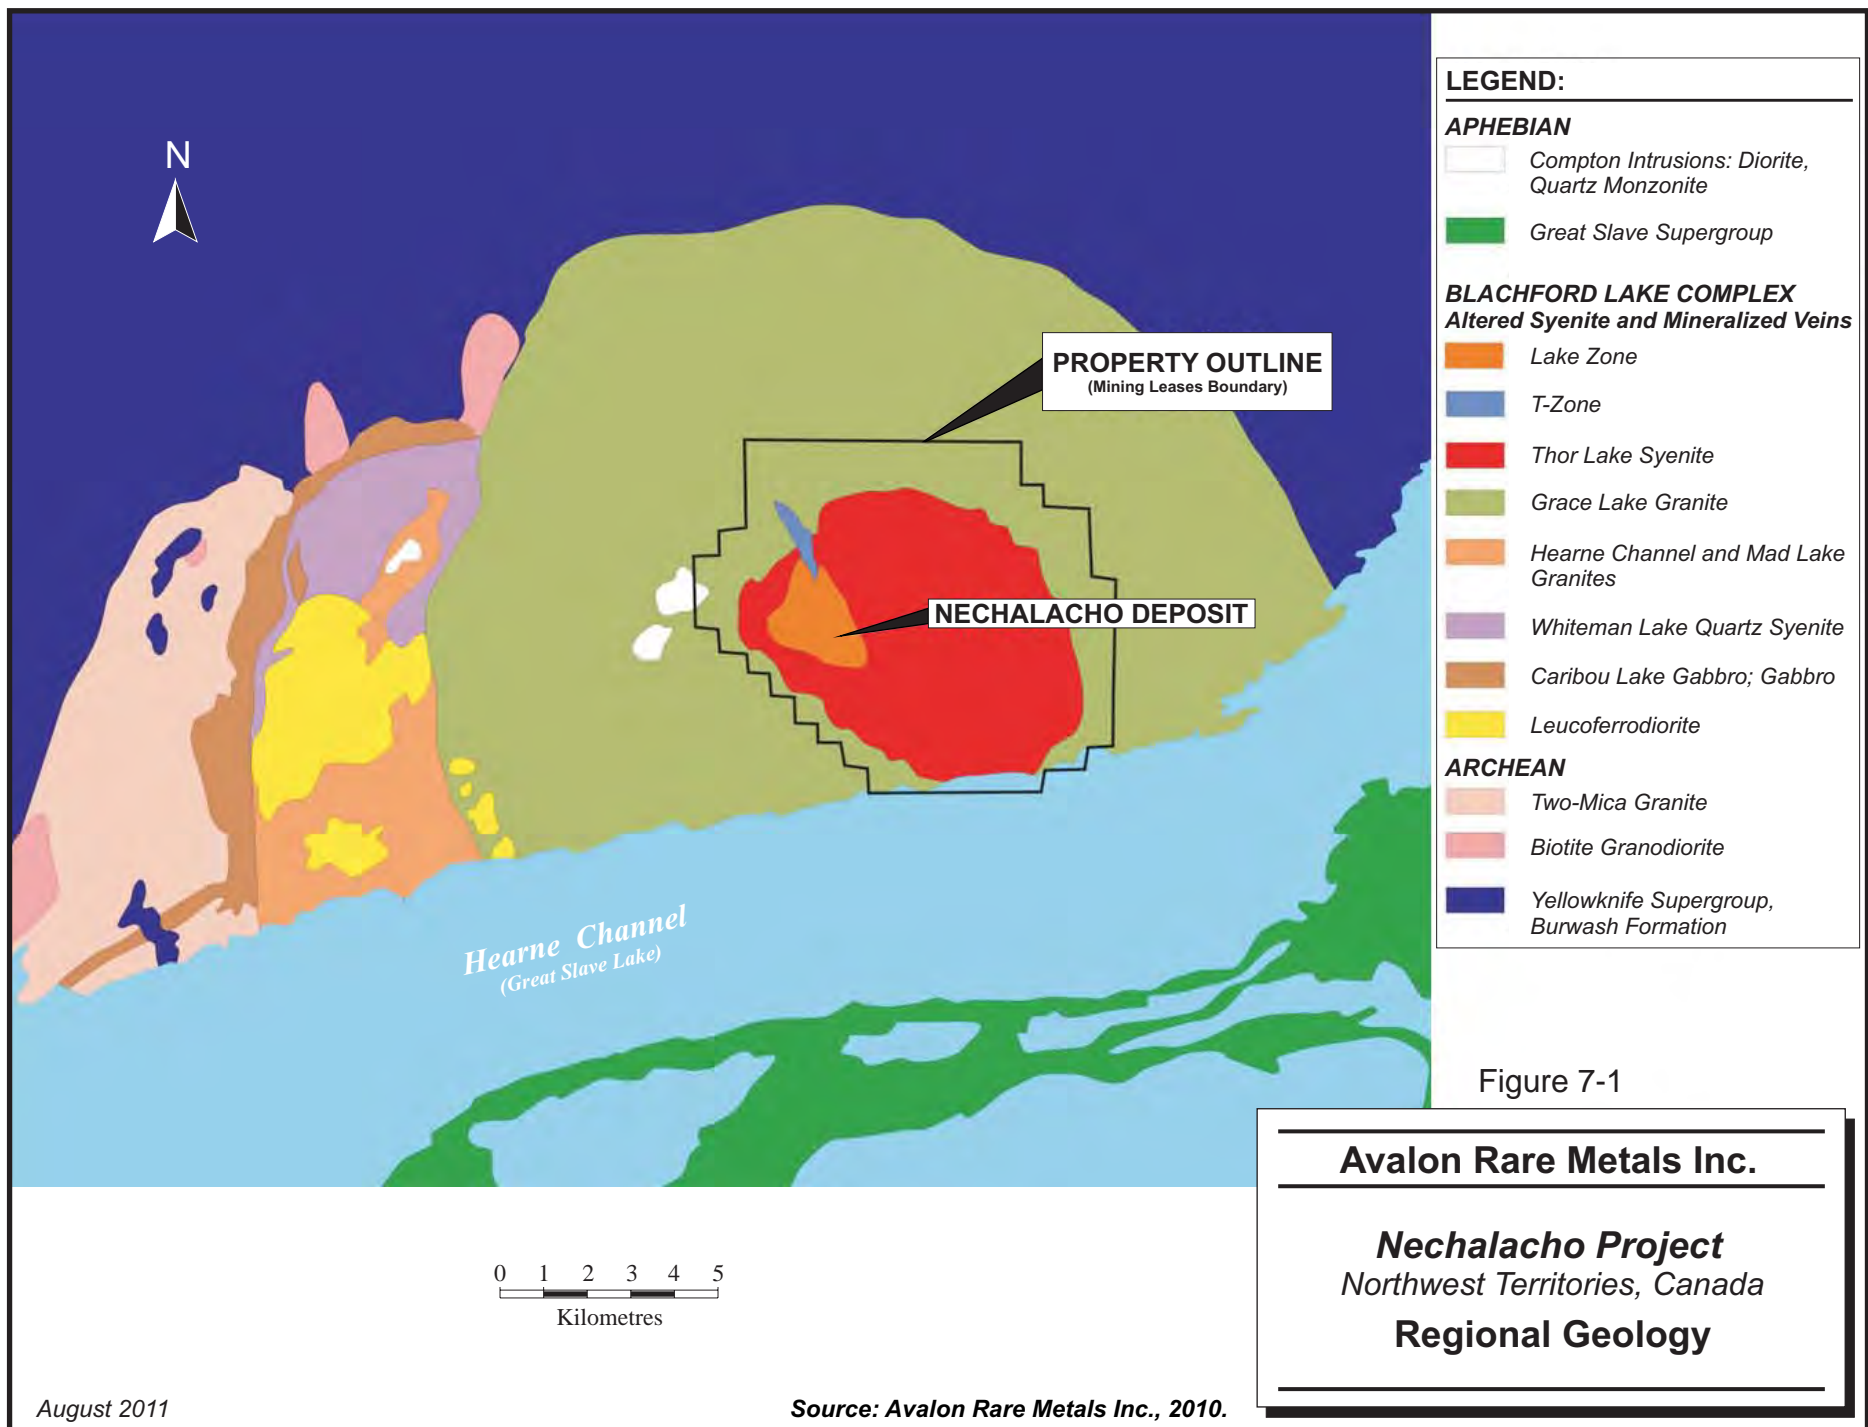 N
PROPERTY OUTLINE
(Mining Leases Boundary)
NECHALACHO DEPOSIT
Hearne Channel
(Great Slave Lake)
LEGEND:
APHEBIAN
Compton Intrusions: Diorite,
Quartz Monzonite
Great Slave Supergroup
BLACHFORD LAKE COMPLEX
Altered Syenite and Mineralized Veins
Lake Zone
T-Zone
Thor Lake Syenite
Grace Lake Granite
Hearne Channel and Mad Lake
Granites
Whiteman Lake Quartz Syenite
Caribou Lake Gabbro; Gabbro
Leucoferrodiorite
ARCHEAN
Two-Mica Granite
Biotite Granodiorite
Yellowknife Supergroup,
Burwash Formation
Figure 7-1
Avalon Rare Metals Inc.
Nechalacho Project
Northwest Territories, Canada
Regional Geology
0 1 2 3 4 5
Kilometres
August 2011
Source: Avalon Rare Metals Inc., 2010.